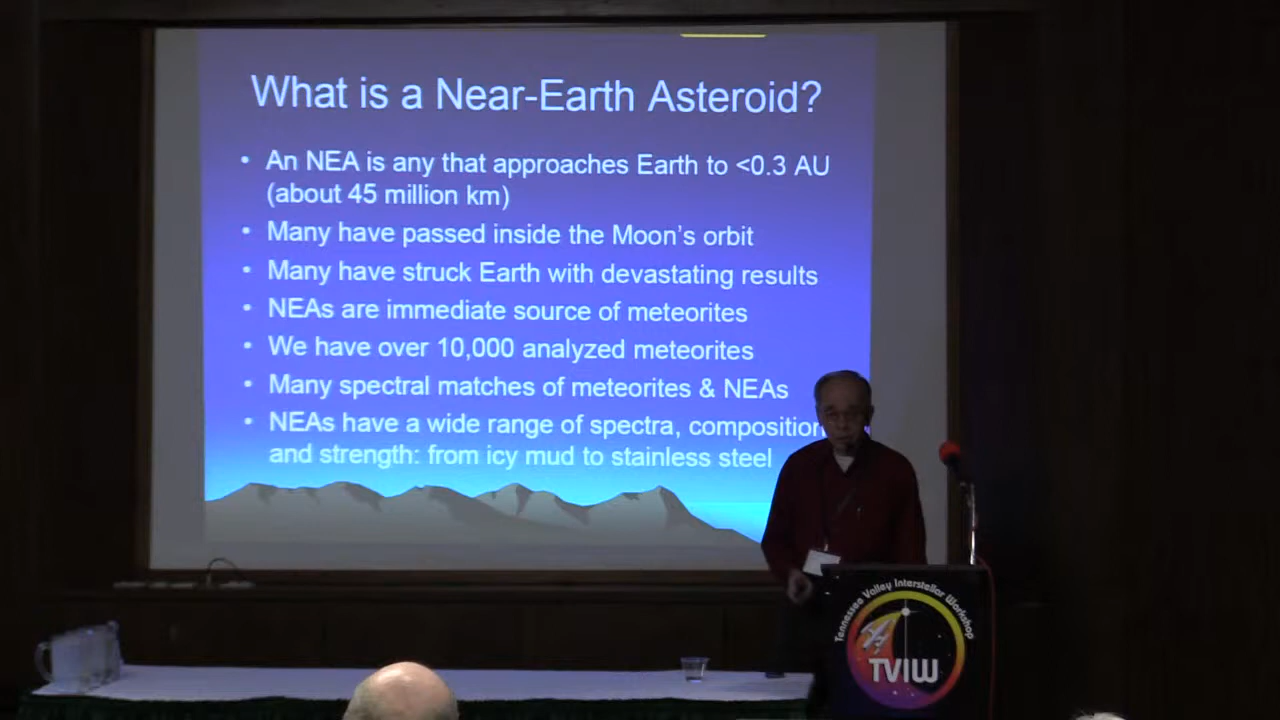 What is a Near-Earth Asteroid?
• An NEA is any that approaches Earth to <0.3 AU
(about 45 million km)
• Many have passed inside the Moon's orbit
• Many have struck Earth with devastating results
• NEAs are immediate source of meteorites
• We have over 10,000 analyzed meteorites
• Many spectral matches of meteorites & NEAs
• NEAs have a wide range of spectra, composition
and strength: from icy mud to stainless steel
Tennessee Valley Interstellar Workshop
TVIW